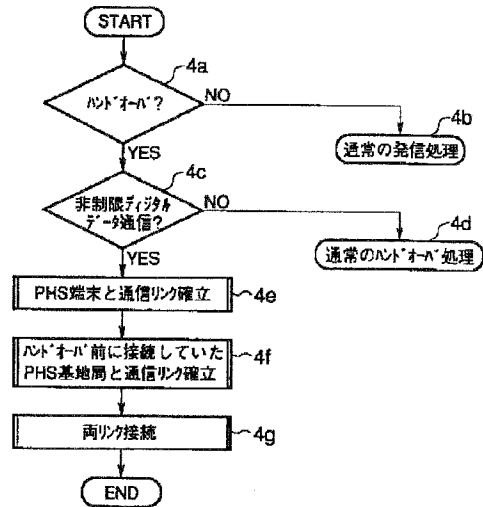 START
4a
ハンドオーバ?
NO
4b
通常の発信処理
YES
4c
非制限ディジタル
データ通信?
NO
4d
通常のハンドオーバ処理
YES
PHS端末と通信リンク確立
4e
ハンドオーバ前に接続していた
PHS基地局と通信リンク確立
4f
両リンク接続
4g
END